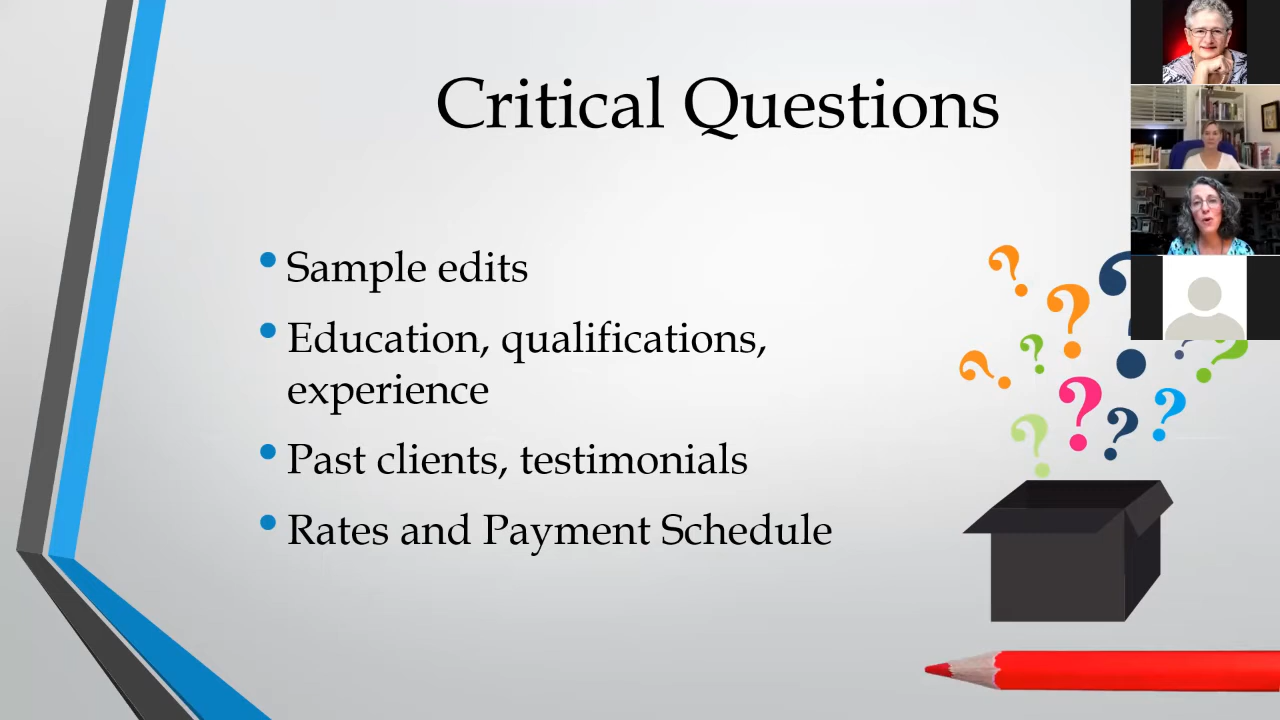 Critical Questions
Sample edits
Education, qualifications,
experience
Past clients, testimonials
Rates and Payment Schedule